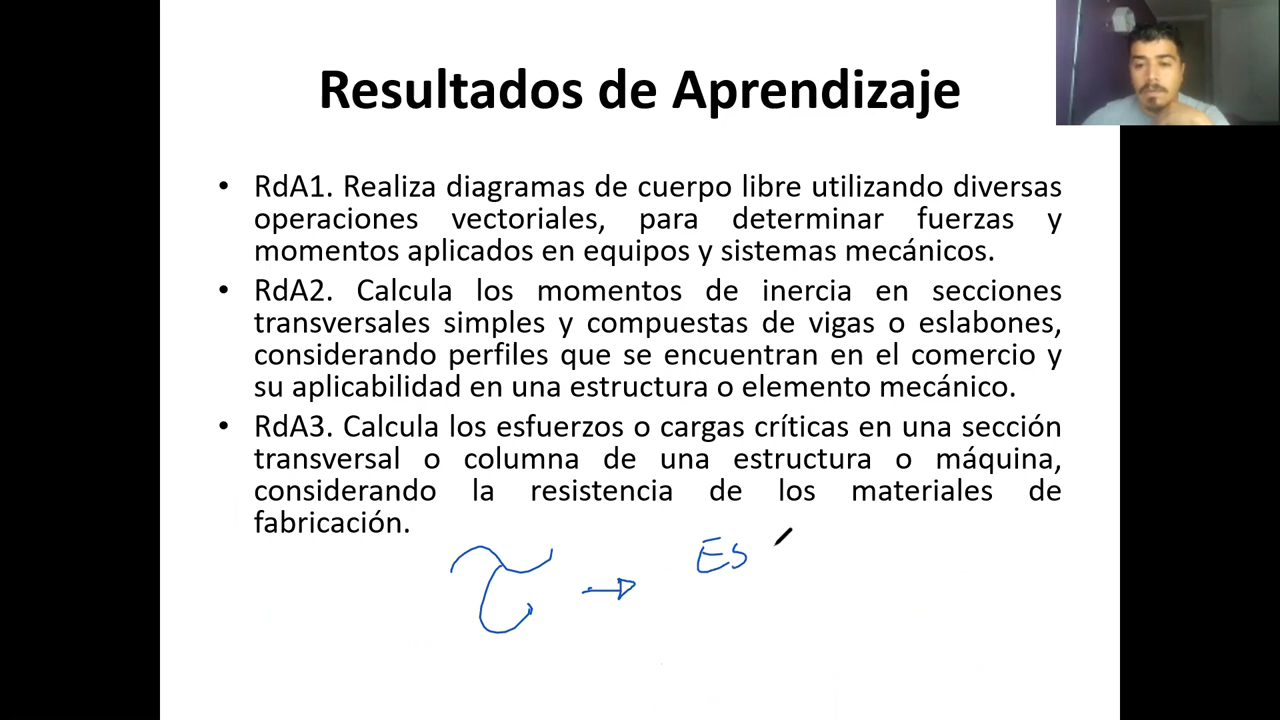 Resultados de Aprendizaje
• RdA1. Realiza diagramas de cuerpo libre utilizando diversas
operaciones vectoriales, para determinar fuerzas y
momentos aplicados en equipos y sistemas mecánicos.
• RdA2. Calcula los momentos de inercia en secciones
transversales simples y compuestas de vigas o eslabones,
considerando perfiles que se encuentran en el comercio y
su aplicabilidad en una estructura o elemento mecánico.
• RdA3. Calcula los esfuerzos o cargas críticas en una sección
transversal o columna de una estructura o máquina,
considerando la resistencia de los materiales de
fabricación.
τ → Es